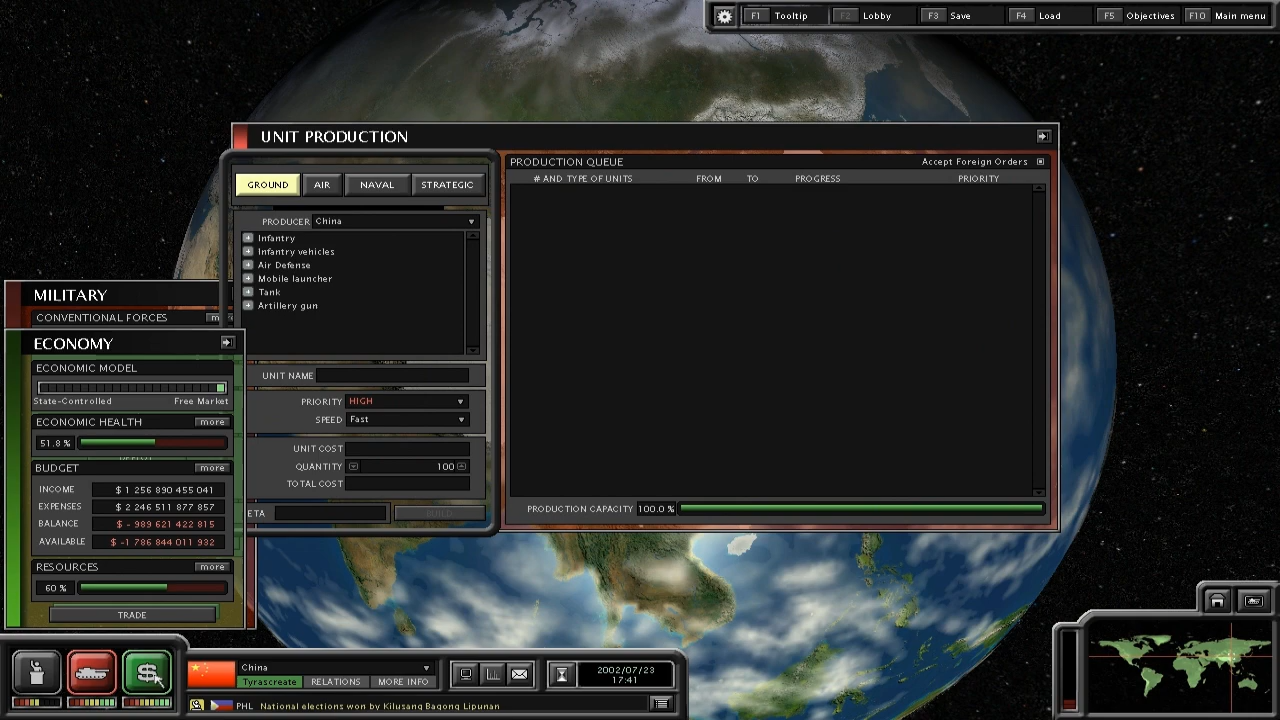 F1 Tooltip F2 Lobby F3 Save F4 Load F5 Objectives F10 Main menu
UNIT PRODUCTION
GROUND AIR NAVAL STRATEGIC
PRODUCER China
Infantry
Infantry vehicles
Air Defense
Mobile launcher
Tank
Artillery gun
UNIT NAME
PRIORITY HIGH
SPEED Fast
UNIT COST
QUANTITY 100
TOTAL COST
ETA BUILD
PRODUCTION QUEUE Accept Foreign Orders
# AND TYPE OF UNITS FROM TO PROGRESS PRIORITY
PRODUCTION CAPACITY 100.0 %
MILITARY
CONVENTIONAL FORCES
ECONOMY
ECONOMIC MODEL
State-Controlled Free Market
ECONOMIC HEALTH more
51.8 %
BUDGET more
INCOME $ 1 256 890 455 041
EXPENSES $ 2 246 511 877 857
BALANCE $ - 989 621 422 815
AVAILABLE $ -1 786 844 011 932
RESOURCES more
60 %
TRADE
China
Tyrascreate RELATIONS MORE INFO
2002/07/23
17:41
PHL National elections won by Kilusang Bagong Lipunan